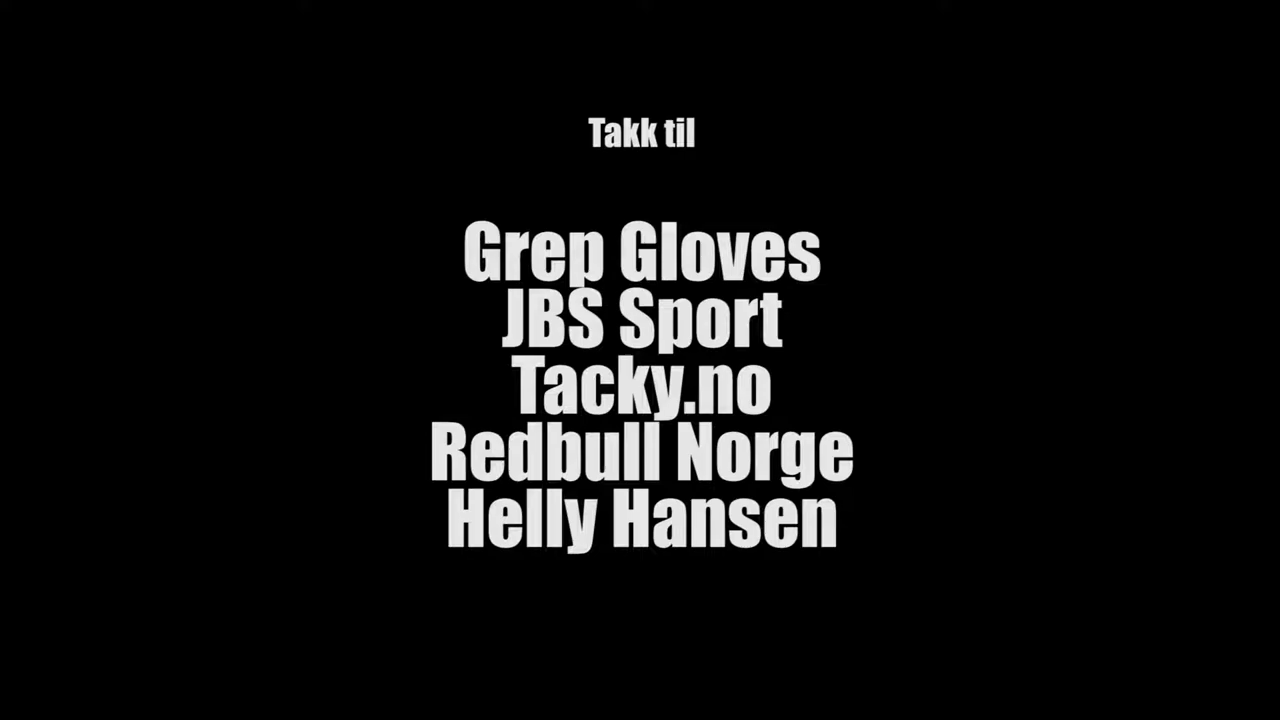 Takk til
Grep Gloves
JBS Sport
Tacky.no
Redbull Norge
Helly Hansen